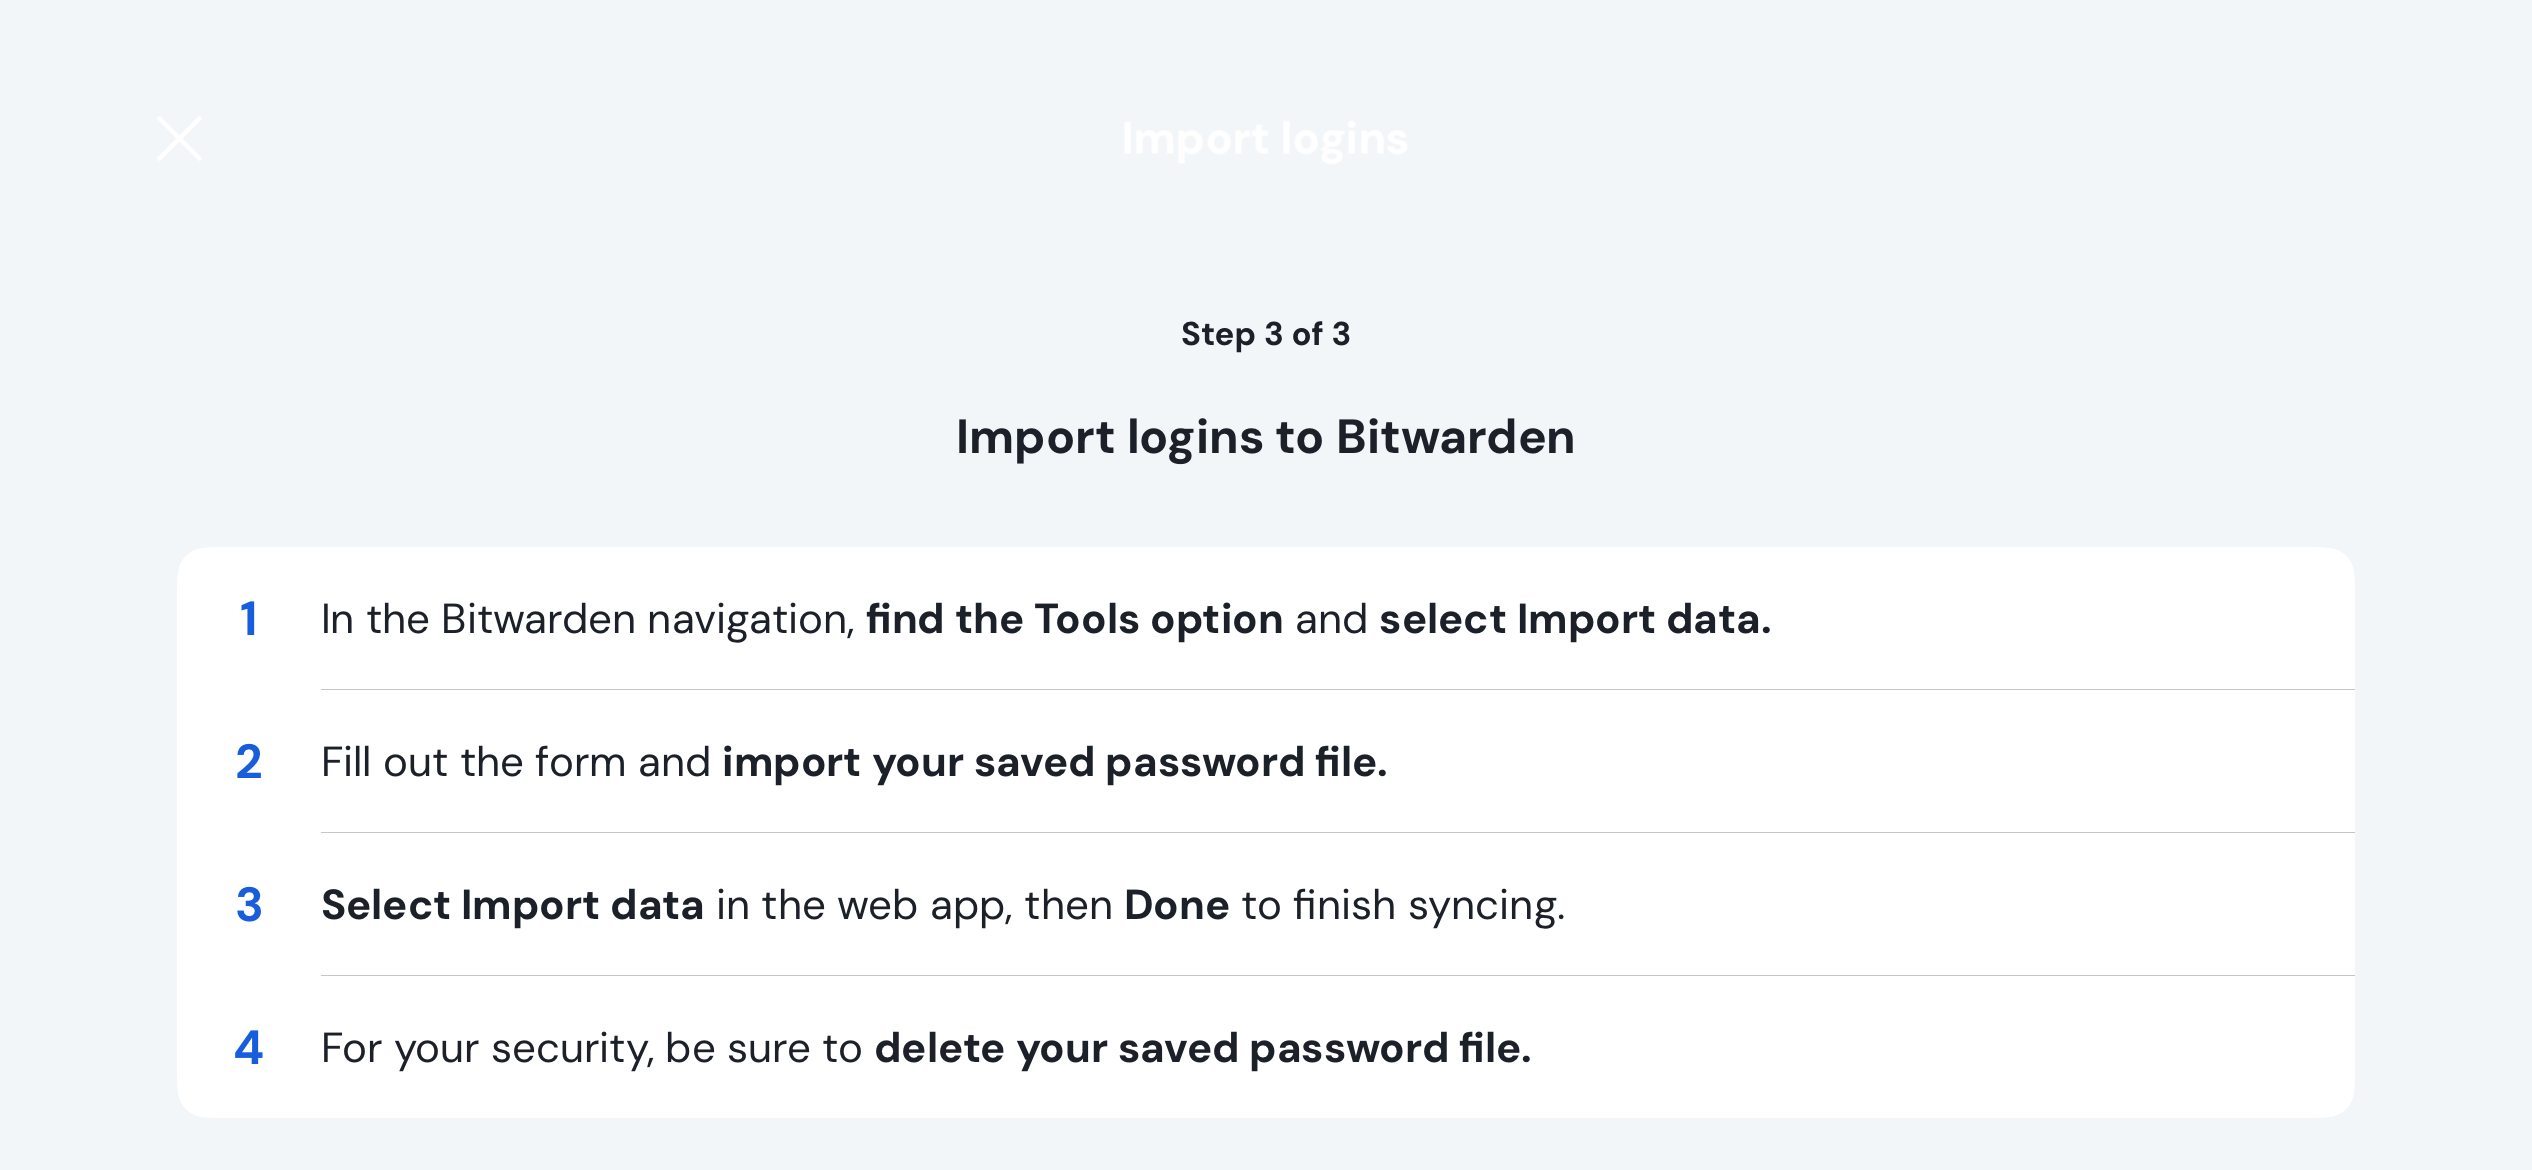 Import logins
Step 3 of 3
Import logins to Bitwarden
1 In the Bitwarden navigation, find the Tools option and select Import data.
2 Fill out the form and import your saved password file.
3 Select Import data in the web app, then Done to finish syncing.
4 For your security, be sure to delete your saved password file.